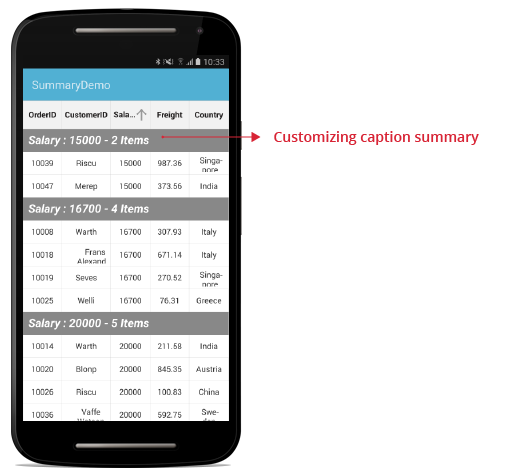 10:33
SummaryDemo
OrderID CustomerID Sala... Freight Country
Salary : 15000 - 2 Items
Customizing caption summary
10039 Riscu 15000 987.36 Singa-
pore
10047 Merep 15000 373.56 India
Salary : 16700 - 4 Items
10008 Warth 16700 307.93 Italy
10018 Frans 16700 671.14 Italy
Alexand
10019 Seves 16700 270.52 Singa-
pore
10025 Welli 16700 76.31 Greece
Salary : 20000 - 5 Items
10014 Warth 20000 211.58 India
10020 Blonp 20000 845.35 Austria
10026 Riscu 20000 100.83 China
10036 Vaffe 20000 592.75 Swe-